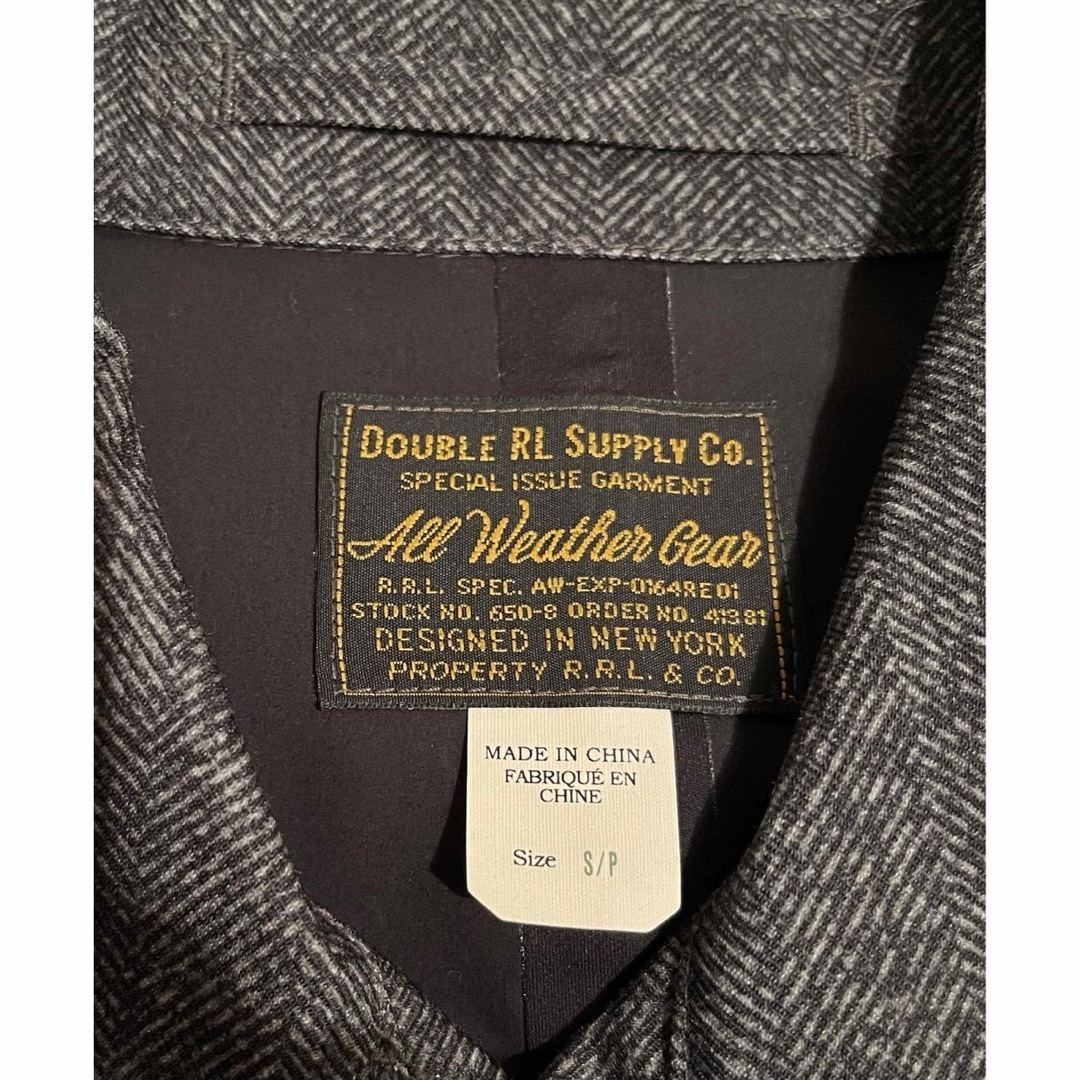 DOUBLE RL SUPPLY CO.
SPECIAL ISSUE GARMENT
All Weather Gear
R.R.L. SPEC. AW-EXP-0164RE01
STOCK NO. 650-8 ORDER NO. 41381
DESIGNED IN NEW YORK
PROPERTY R.R.L. & CO.
MADE IN CHINA
FABRIQUÉ EN
CHINE
Size S/P